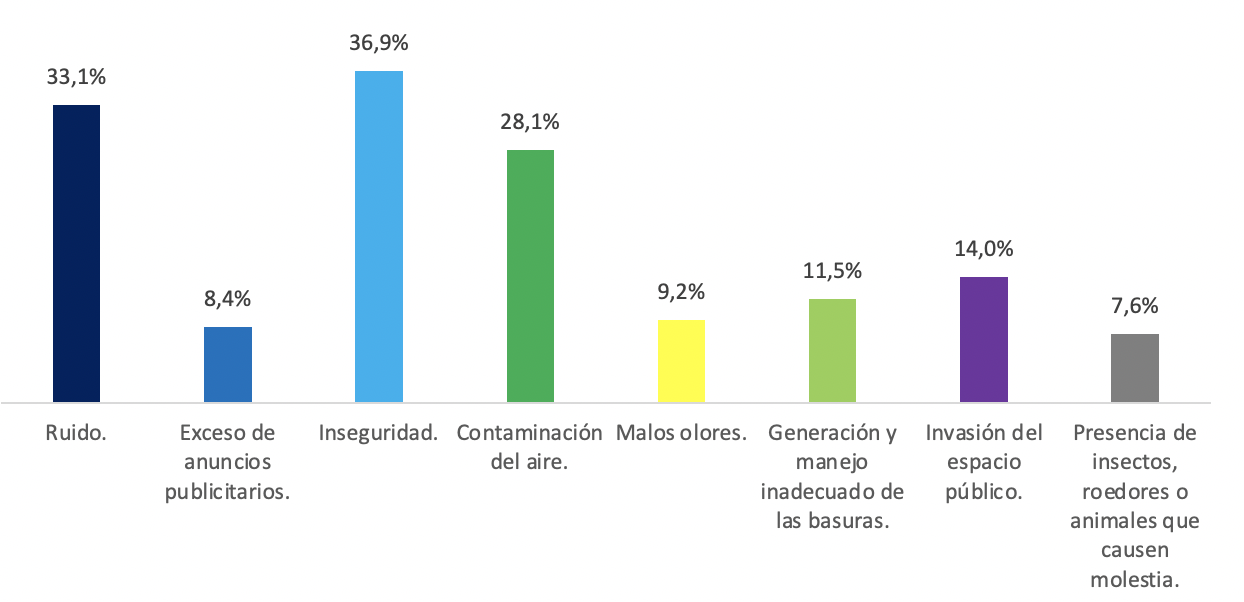 36,9%
33,1%
28,1%
14,0%
11,5%
9,2%
8,4%
7,6%
Ruido.
Exceso de
anuncios
publicitarios.
Inseguridad.
Contaminación
del aire.
Malos olores.
Generación y
manejo
inadecuado de
las basuras.
Invasión del
espacio
público.
Presencia de
insectos,
roedores o
animales que
causen
molestia.